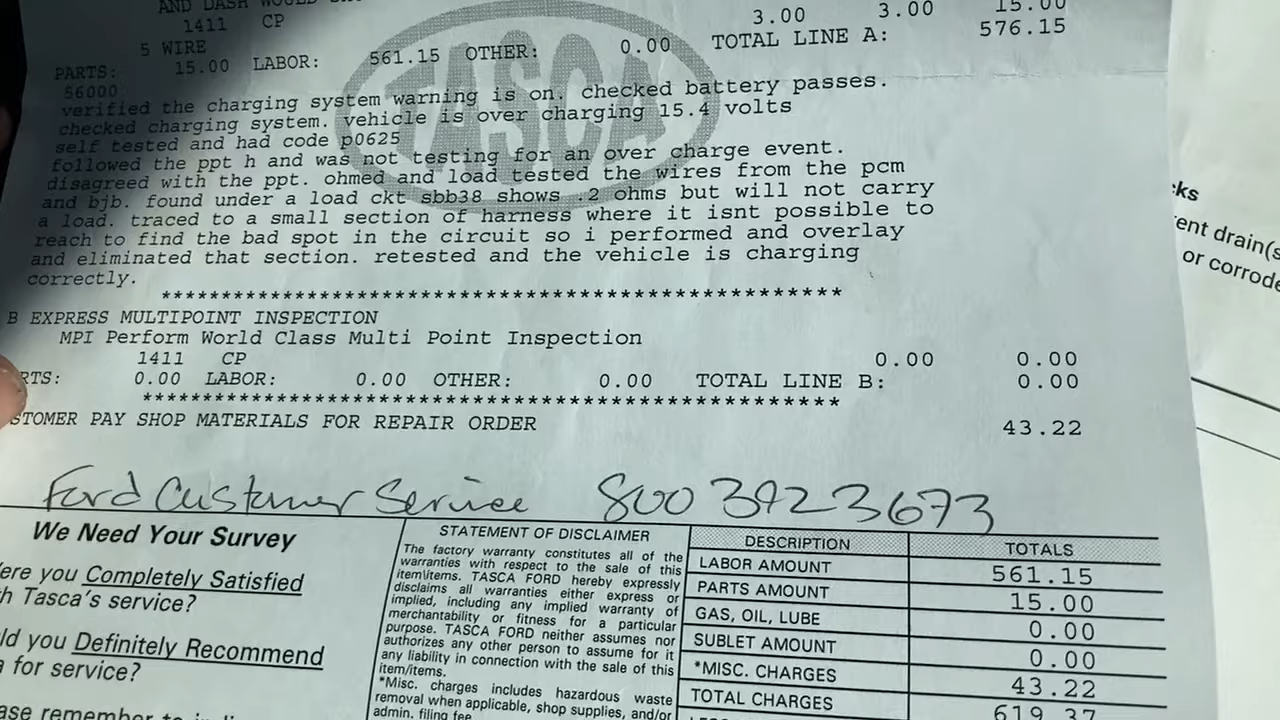 AND DASH
1411 CP 3.00 3.00 15.00
5 WIRE
PARTS: 15.00 LABOR: 561.15 OTHER: 0.00 TOTAL LINE A: 576.15
56000
verified the charging system warning is on. checked battery passes.
checked charging system. vehicle is over charging 15.4 volts
self tested and had code p0625
followed the ppt h and was not testing for an over charge event.
disagreed with the ppt. ohmed and load tested the wires from the pcm
and bjb. found under a load ckt sbb38 shows .2 ohms but will not carry
a load. traced to a small section of harness where it isnt possible to
reach to find the bad spot in the circuit so i performed and overlay
and eliminated that section. retested and the vehicle is charging
correctly.
TASCA
****************************************************
B EXPRESS MULTIPOINT INSPECTION
MPI Perform World Class Multi Point Inspection
1411 CP 0.00 0.00
RTS: 0.00 LABOR: 0.00 OTHER: 0.00 TOTAL LINE B: 0.00
****************************************************
STOMER PAY SHOP MATERIALS FOR REPAIR ORDER 43.22
Ford Customer Service 800 392 3673
We Need Your Survey
ere you Completely Satisfied
h Tasca's service?
ld you Definitely Recommend
for service?
STATEMENT OF DISCLAIMER
The factory warranty constitutes all of the
warranties with respect to the sale of this
item/items. TASCA FORD hereby expressly
disclaims all warranties either express or
implied, including any implied warranty of
merchantability or fitness for a particular
purpose. TASCA FORD neither assumes nor
authorizes any other person to assume for it
any liability in connection with the sale of this
item/items.
*Misc. charges includes hazardous waste
removal when applicable, shop supplies, and/or
admin. filing fee
DESCRIPTION TOTALS
LABOR AMOUNT 561.15
PARTS AMOUNT 15.00
GAS, OIL, LUBE 0.00
SUBLET AMOUNT 0.00
*MISC. CHARGES 43.22
TOTAL CHARGES 619.37
cks
ent drain(s
or corrode